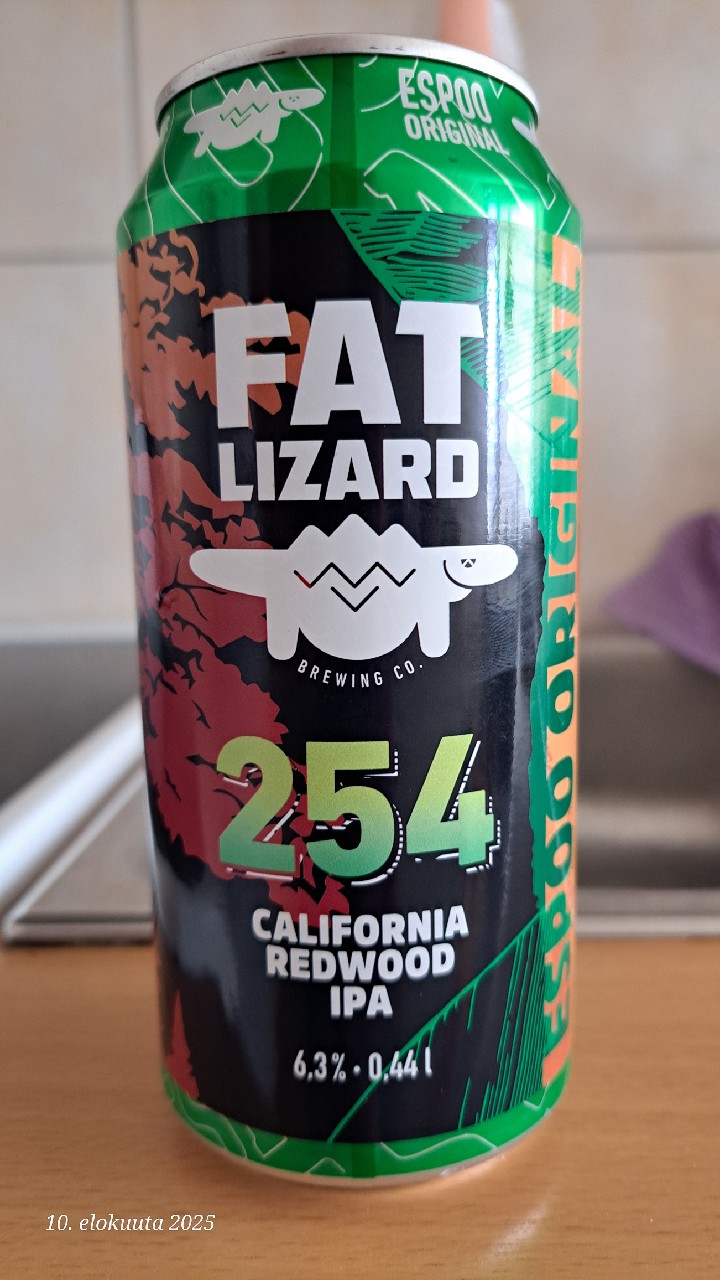 ESPOO
ORIGINAL
FAT
LIZARD
BREWING CO.
254
CALIFORNIA
REDWOOD
IPA
6,3% • 0,44 l
ESPOO ORIGINAL
10. elokuuta 2025